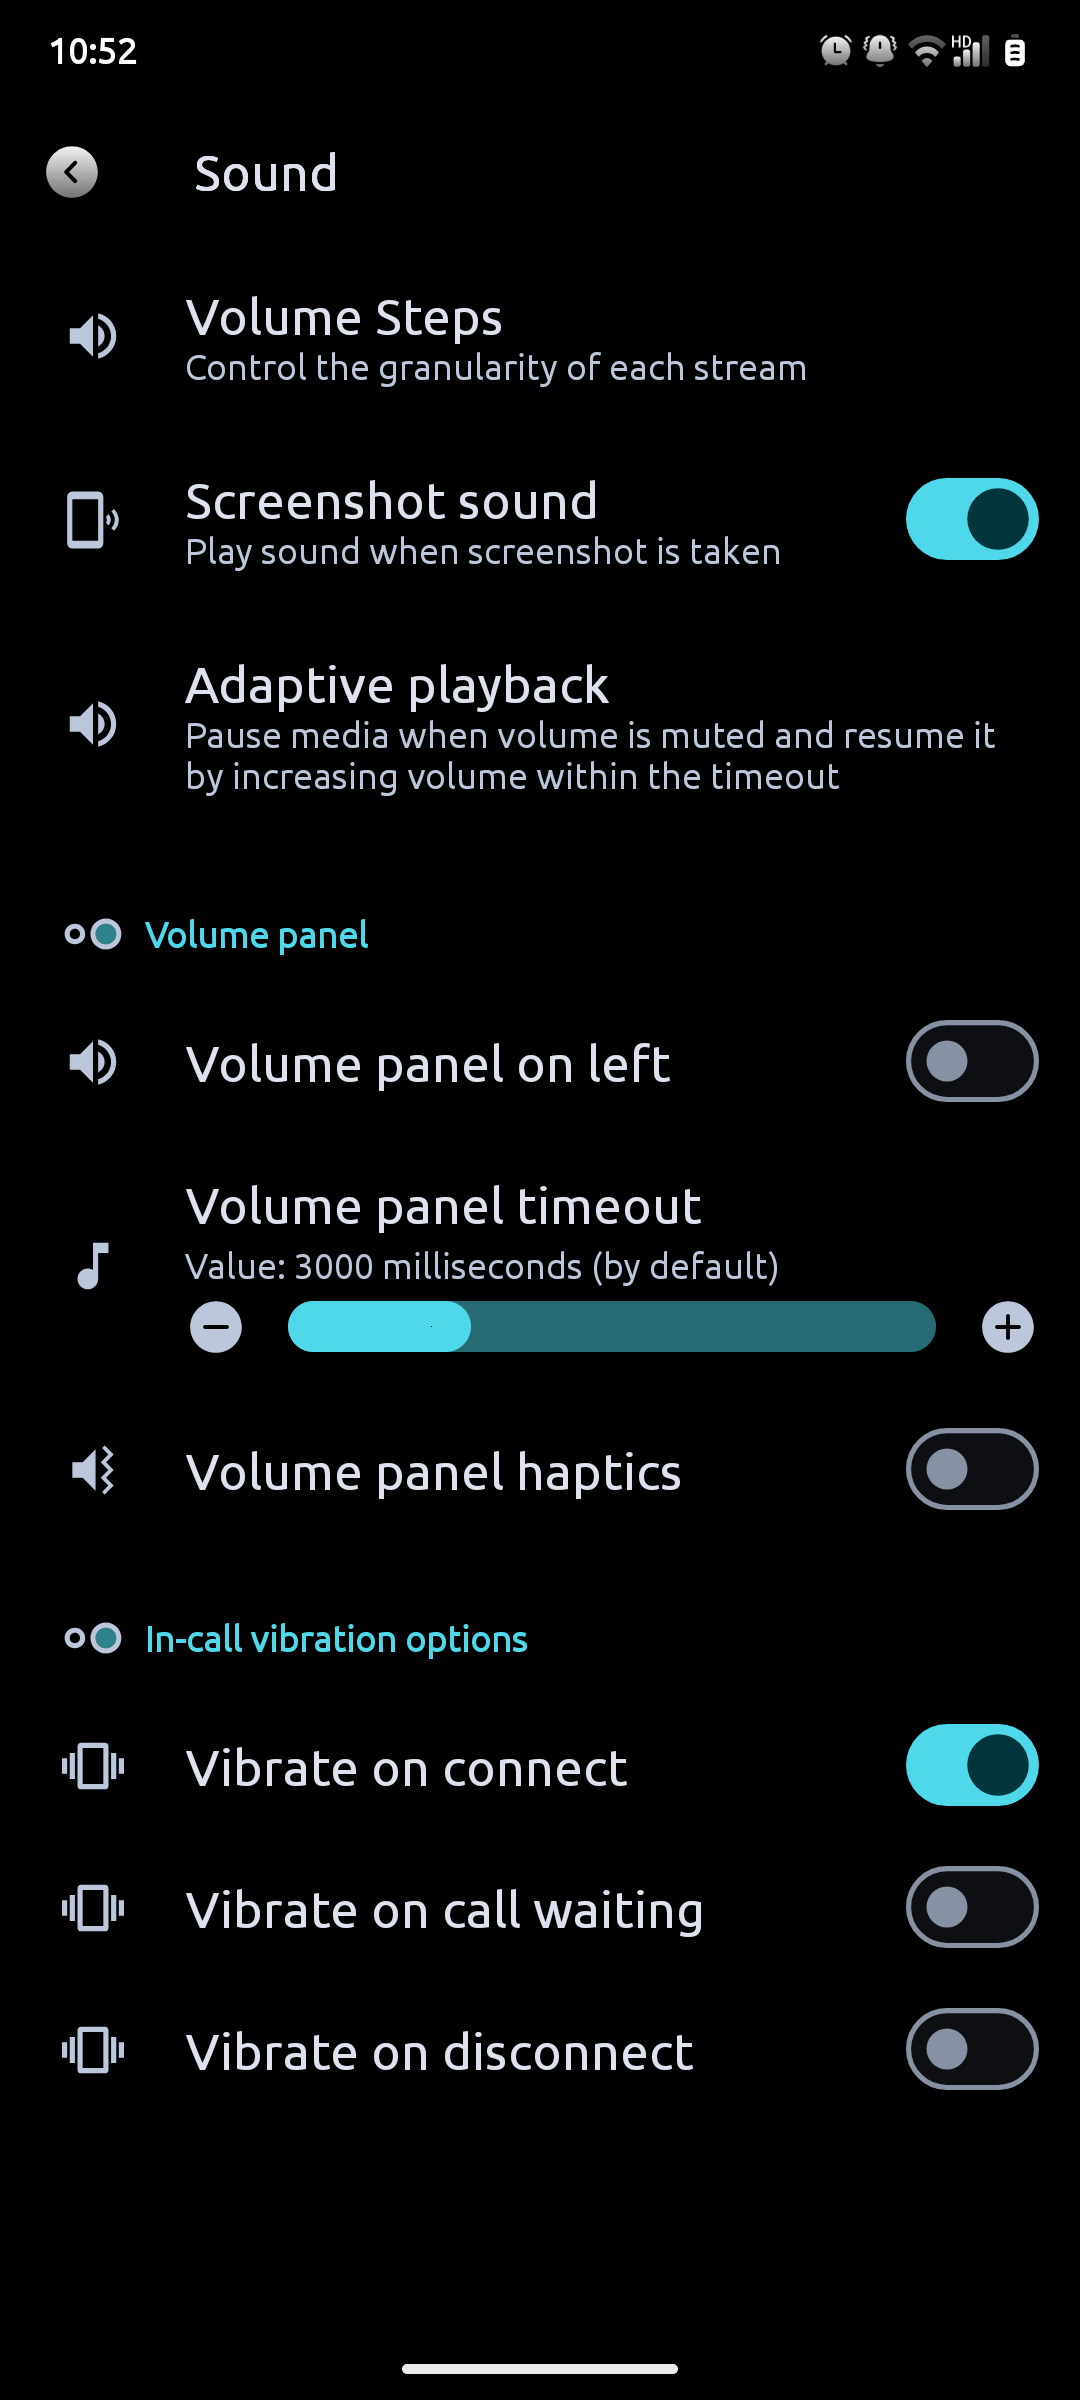 10:52
HD
Sound
Volume Steps
Control the granularity of each stream
Screenshot sound
Play sound when screenshot is taken
Adaptive playback
Pause media when volume is muted and resume it
by increasing volume within the timeout
Volume panel
Volume panel on left
Volume panel timeout
Value: 3000 milliseconds (by default)
Volume panel haptics
In-call vibration options
Vibrate on connect
Vibrate on call waiting
Vibrate on disconnect